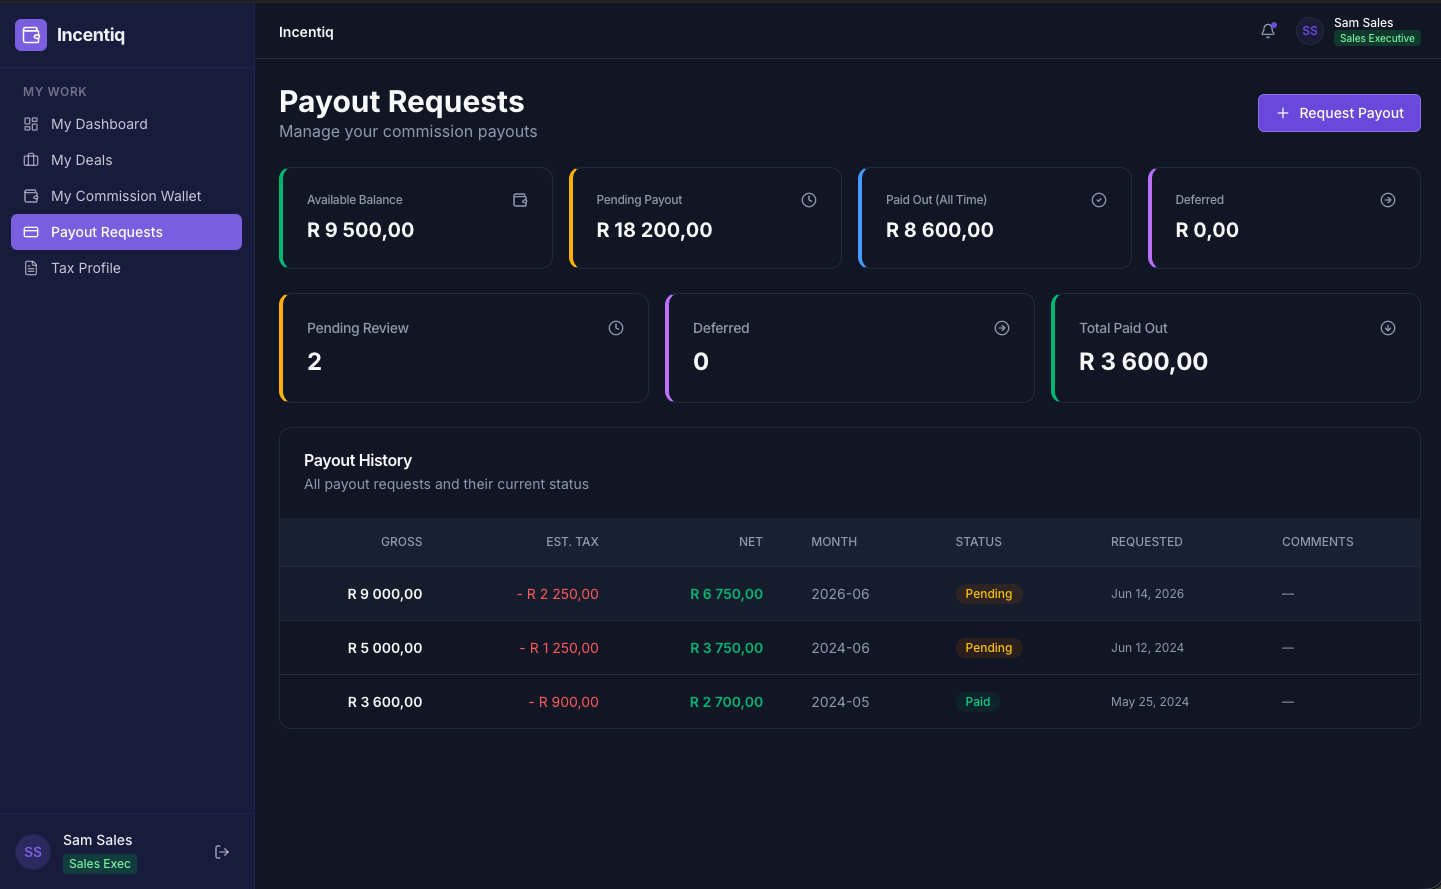 Incentiq
Incentiq
SS
Sam Sales
Sales Executive
MY WORK
My Dashboard
My Deals
My Commission Wallet
Payout Requests
Tax Profile
Payout Requests
Manage your commission payouts
Request Payout
Available Balance
R 9 500,00
Pending Payout
R 18 200,00
Paid Out (All Time)
R 8 600,00
Deferred
R 0,00
Pending Review
2
Deferred
0
Total Paid Out
R 3 600,00
Payout History
All payout requests and their current status
GROSS EST. TAX NET MONTH STATUS REQUESTED COMMENTS
R 9 000,00 - R 2 250,00 R 6 750,00 2026-06 Pending Jun 14, 2026 —
R 5 000,00 - R 1 250,00 R 3 750,00 2024-06 Pending Jun 12, 2024 —
R 3 600,00 - R 900,00 R 2 700,00 2024-05 Paid May 25, 2024 —
SS
Sam Sales
Sales Exec